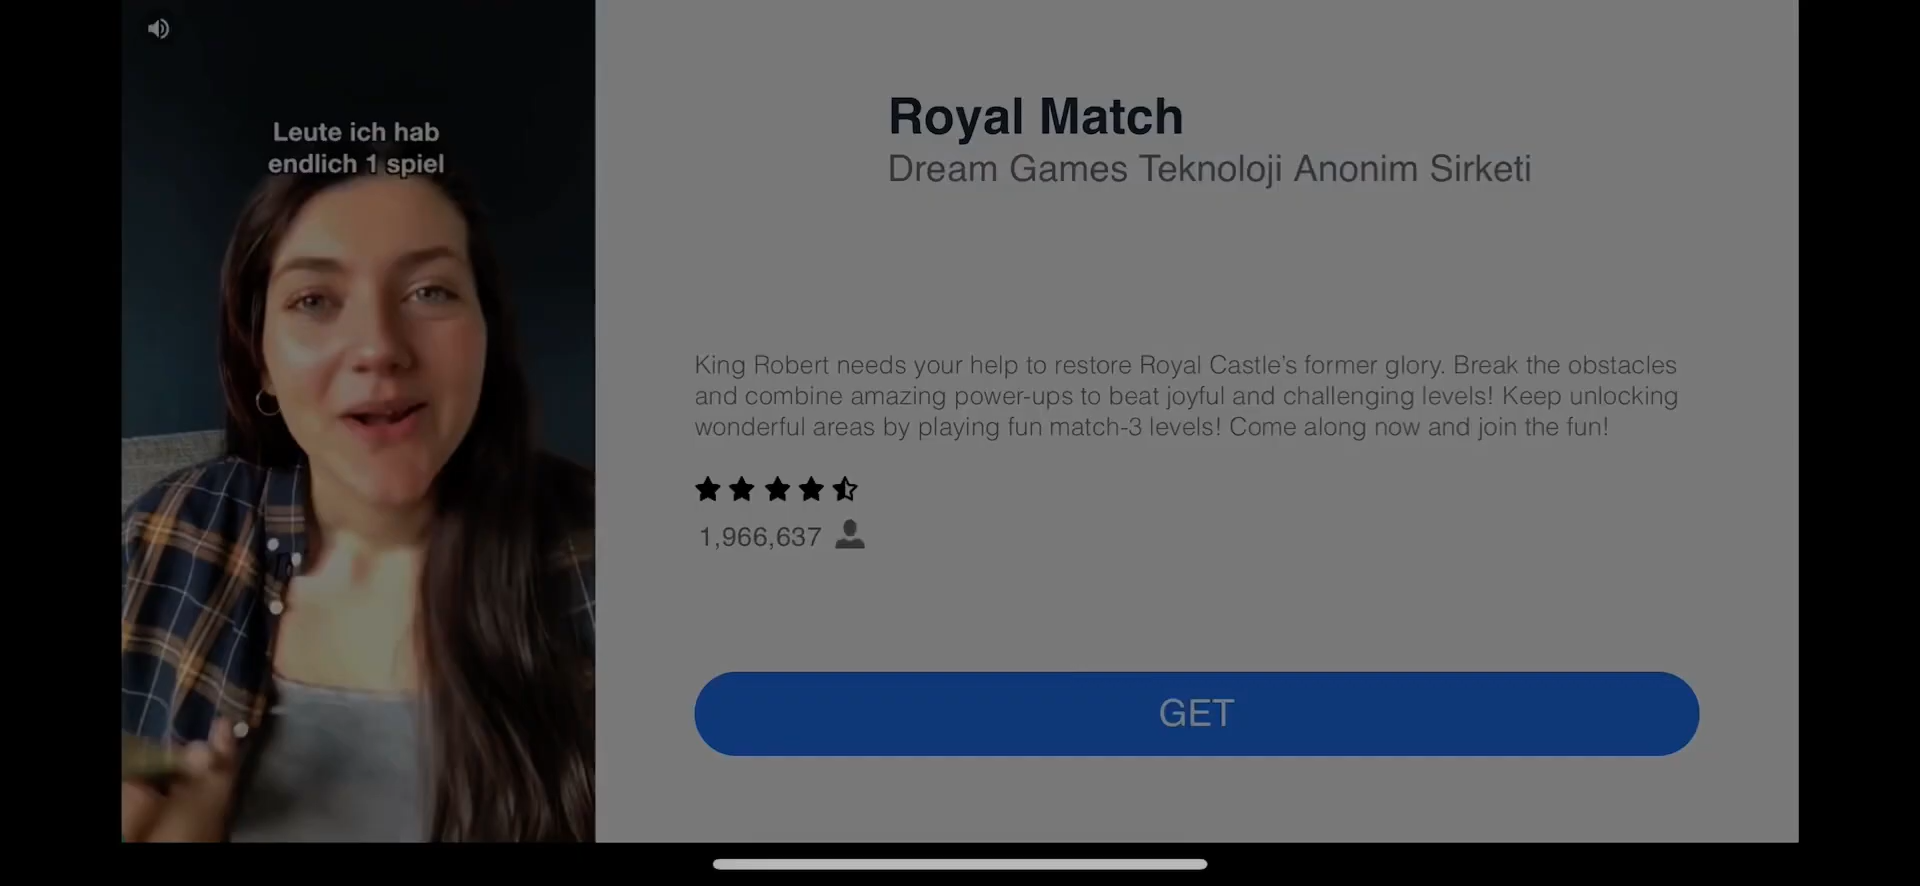 Leute ich hab
endlich 1 spiel
Royal Match
Dream Games Teknoloji Anonim Sirketi
King Robert needs your help to restore Royal Castle's former glory. Break the obstacles
and combine amazing power-ups to beat joyful and challenging levels! Keep unlocking
wonderful areas by playing fun match-3 levels! Come along now and join the fun!
1,966,637
GET